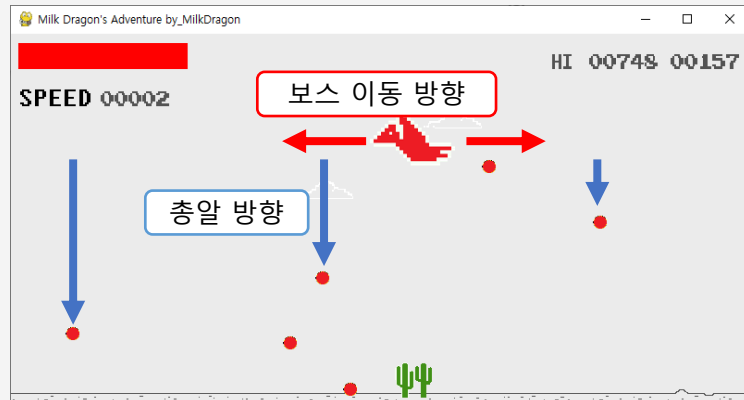 Milk Dragon's Adventure by_MilkDragon
HI 00748 00157
SPEED 00002
보스 이동 방향
총알 방향